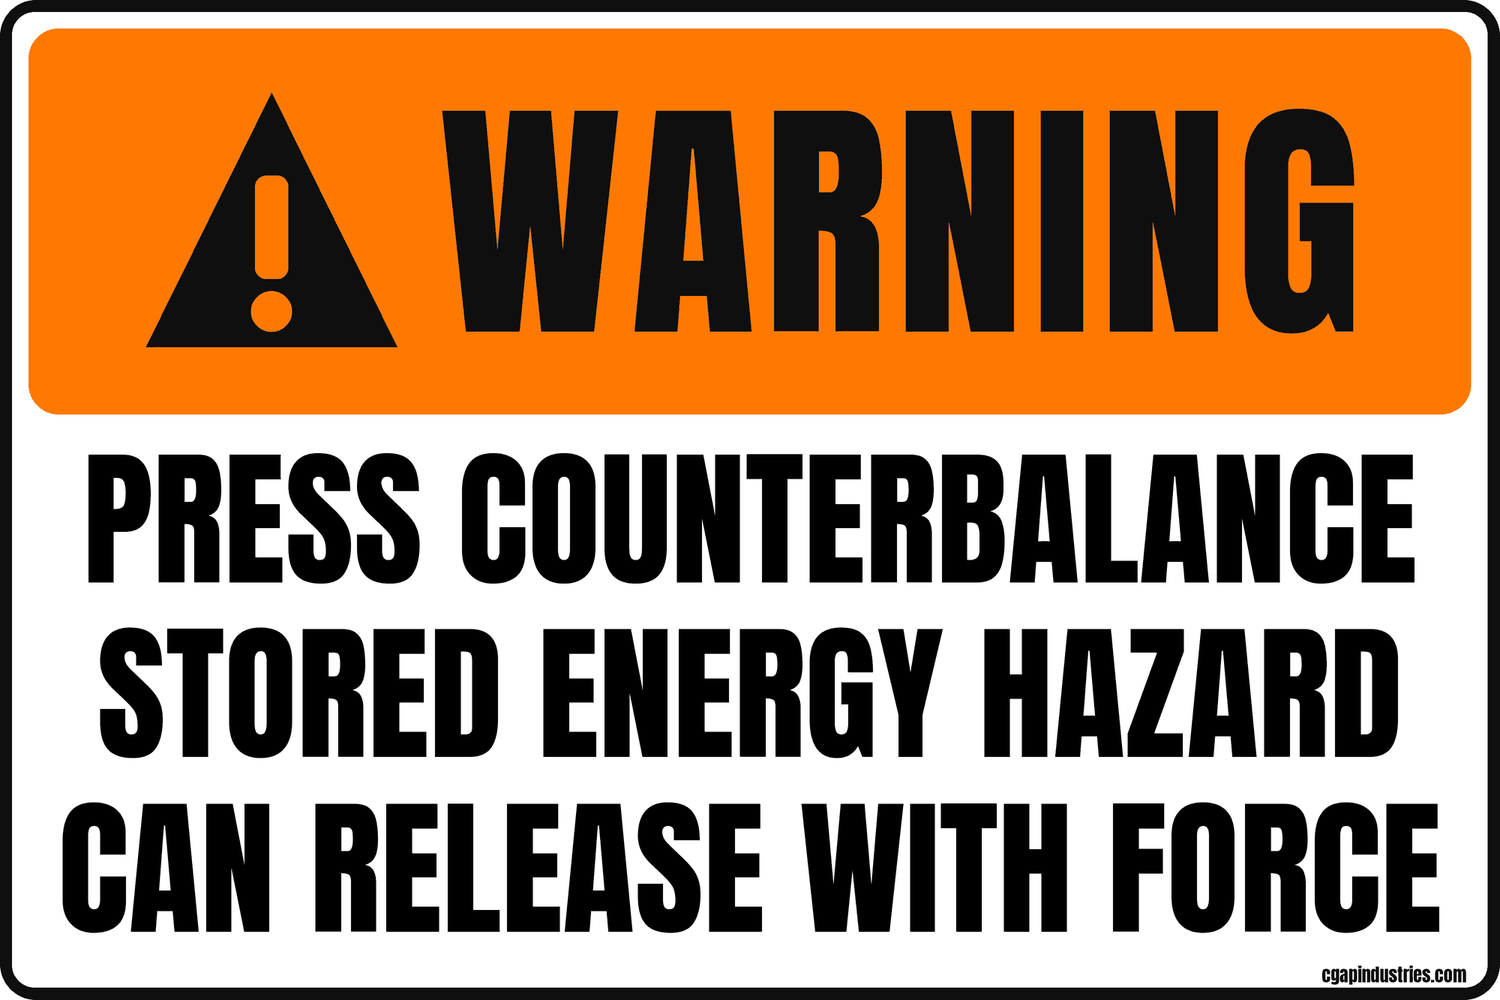 WARNING
PRESS COUNTERBALANCE
STORED ENERGY HAZARD
CAN RELEASE WITH FORCE
cgapindustries.com